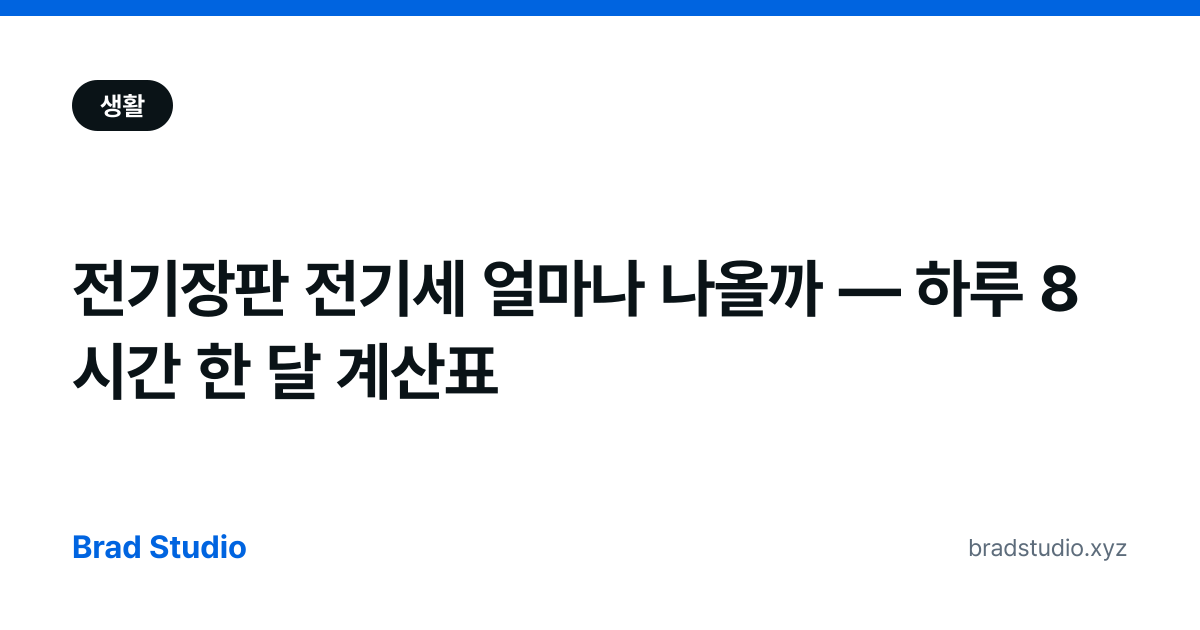 생활
전기장판 전기세 얼마나 나올까 — 하루 8
시간 한 달 계산표
Brad Studio
bradstudio.xyz